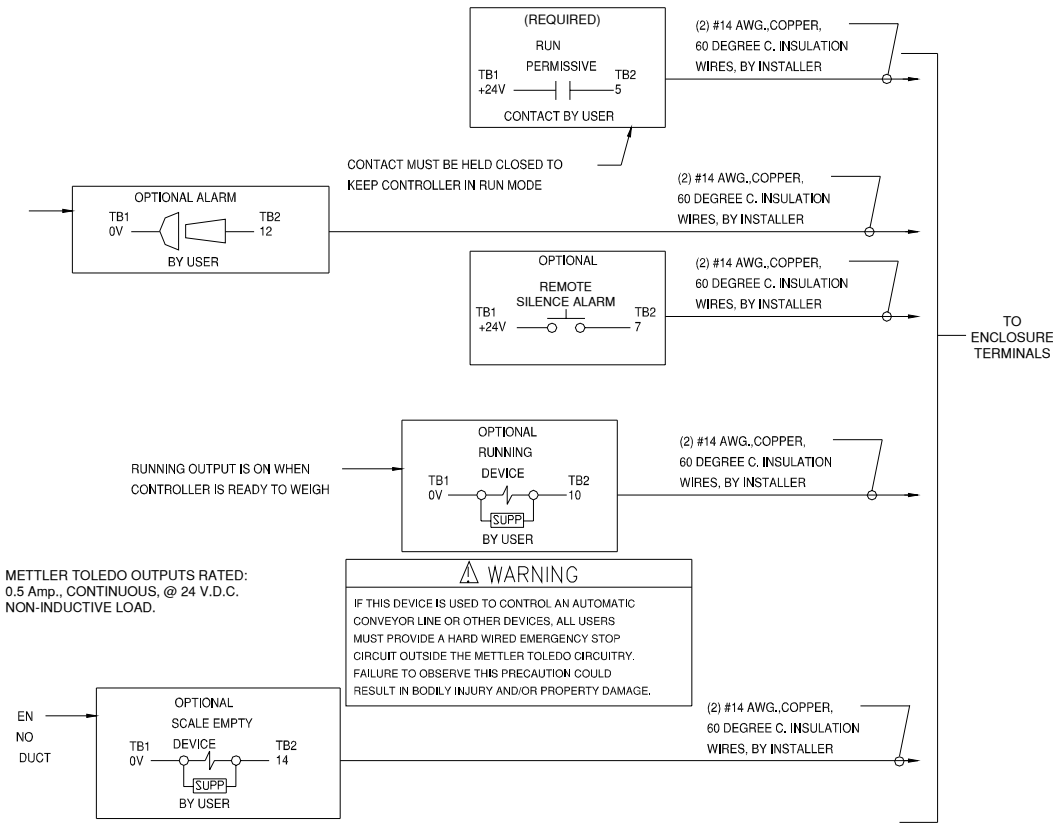 (REQUIRED)
RUN
PERMISSIVE
TB1
+24V
TB2
5
CONTACT BY USER
(2) #14 AWG.,COPPER,
60 DEGREE C. INSULATION
WIRES, BY INSTALLER
CONTACT MUST BE HELD CLOSED TO
KEEP CONTROLLER IN RUN MODE
OPTIONAL ALARM
TB1
0V
TB2
12
BY USER
(2) #14 AWG.,COPPER,
60 DEGREE C. INSULATION
WIRES, BY INSTALLER
OPTIONAL
REMOTE
SILENCE ALARM
TB1
+24V
TB2
7
(2) #14 AWG.,COPPER,
60 DEGREE C. INSULATION
WIRES, BY INSTALLER
TO
ENCLOSURE
TERMINALS
RUNNING OUTPUT IS ON WHEN
CONTROLLER IS READY TO WEIGH
OPTIONAL
RUNNING
DEVICE
TB1
0V
TB2
10
SUPP
BY USER
(2) #14 AWG.,COPPER,
60 DEGREE C. INSULATION
WIRES, BY INSTALLER
METTLER TOLEDO OUTPUTS RATED:
0.5 Amp., CONTINUOUS, @ 24 V.D.C.
NON-INDUCTIVE LOAD.
WARNING
IF THIS DEVICE IS USED TO CONTROL AN AUTOMATIC
CONVEYOR LINE OR OTHER DEVICES, ALL USERS
MUST PROVIDE A HARD WIRED EMERGENCY STOP
CIRCUIT OUTSIDE THE METTLER TOLEDO CIRCUITRY.
FAILURE TO OBSERVE THIS PRECAUTION COULD
RESULT IN BODILY INJURY AND/OR PROPERTY DAMAGE.
EN
NO
DUCT
OPTIONAL
SCALE EMPTY
DEVICE
TB1
0V
TB2
14
SUPP
BY USER
(2) #14 AWG.,COPPER,
60 DEGREE C. INSULATION
WIRES, BY INSTALLER